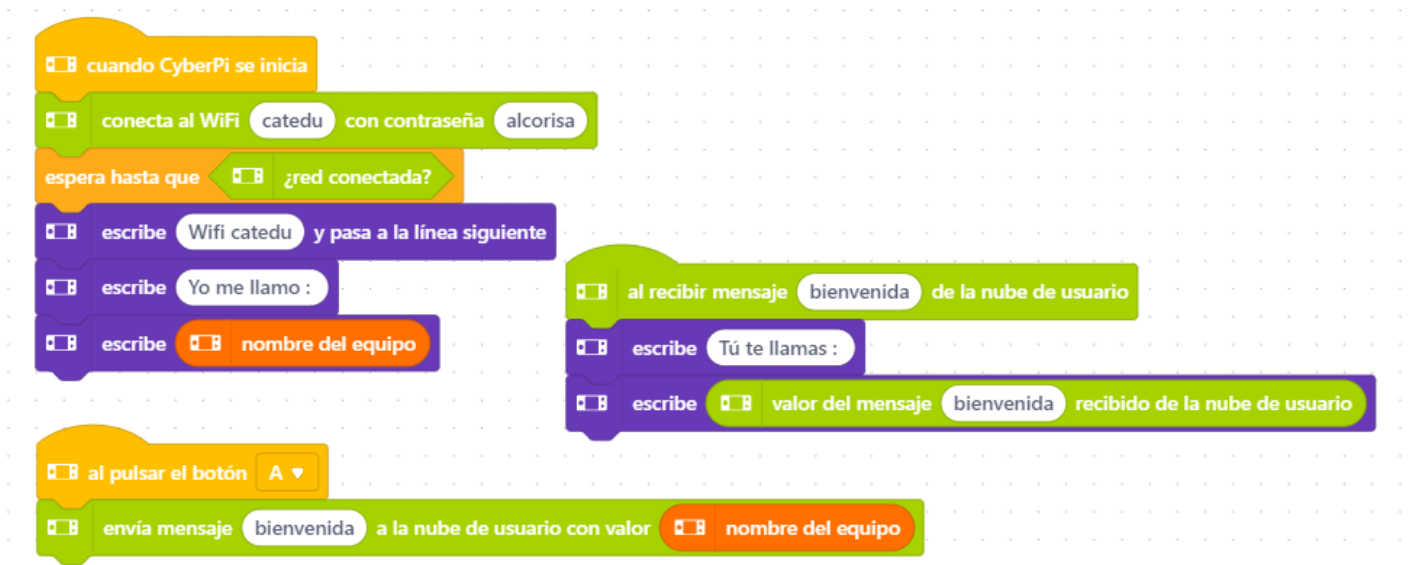 cuando CyberPi se inicia
conecta al WiFi catedu con contraseña alcorisa
espera hasta que ¿red conectada?
escribe Wifi catedu y pasa a la línea siguiente
escribe Yo me llamo :
escribe nombre del equipo
al recibir mensaje bienvenida de la nube de usuario
escribe Tú te llamas :
escribe valor del mensaje bienvenida recibido de la nube de usuario
al pulsar el botón A
envía mensaje bienvenida a la nube de usuario con valor nombre del equipo